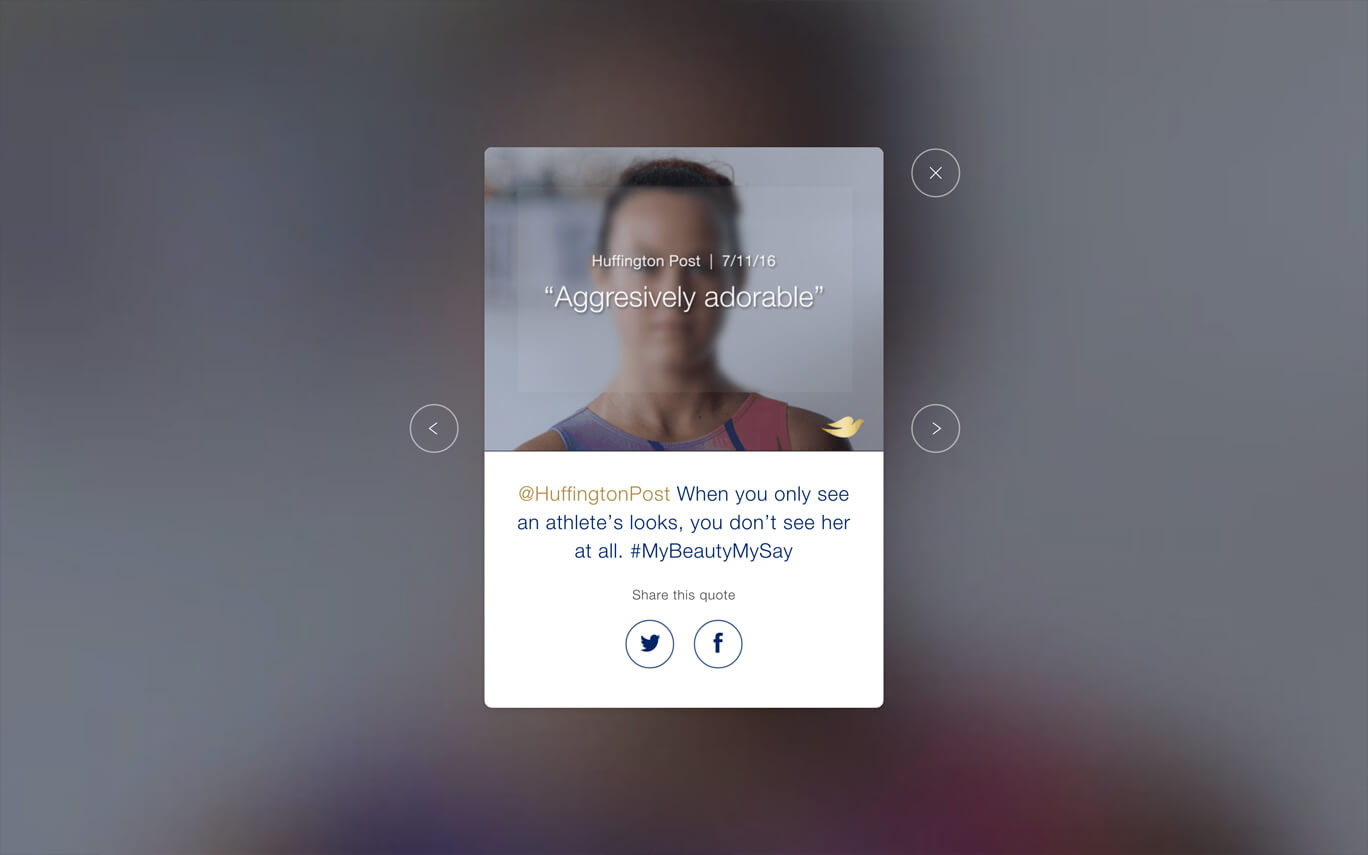 Huffington Post | 7/11/16
“Aggresively adorable”
@HuffingtonPost When you only see
an athlete’s looks, you don’t see her
at all. #MyBeautyMySay
Share this quote